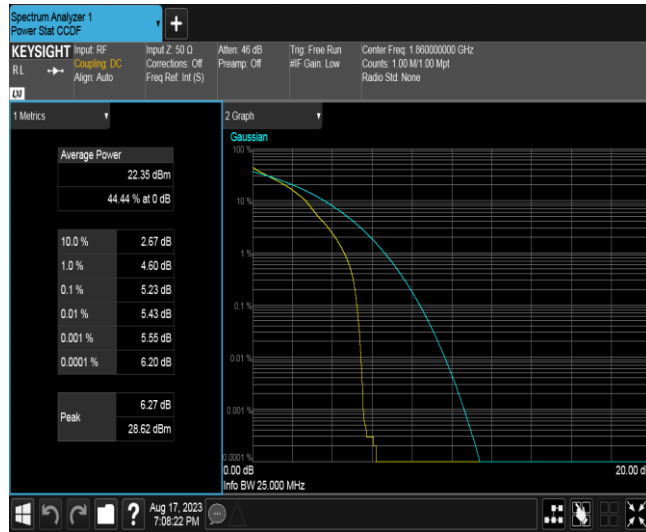 Spectrum Analyzer 1
Power Stat CCDF
+
KEYSIGHT
RL
LXI
Input: RF
Coupling: DC
Align: Auto
Input Z: 50 Ω
Corrections: Off
Freq Ref: Int (S)
Atten: 46 dB
Preamp: Off
Trig: Free Run
#IF Gain: Low
Center Freq: 1.860000000 GHz
Counts: 1.00 M/1.00 Mpt
Radio Std: None
1 Metrics
Average Power
22.35 dBm
44.44 % at 0 dB
10.0 % 2.67 dB
1.0 % 4.60 dB
0.1 % 5.23 dB
0.01 % 5.43 dB
0.001 % 5.55 dB
0.0001 % 6.20 dB
Peak
6.27 dB
28.62 dBm
2 Graph
Gaussian
100 %
10 %
1 %
0.1 %
0.01 %
0.001 %
0.0001 %
0.00 dB
20.00 d
Info BW 25.000 MHz
?
Aug 17, 2023
7:08:22 PM